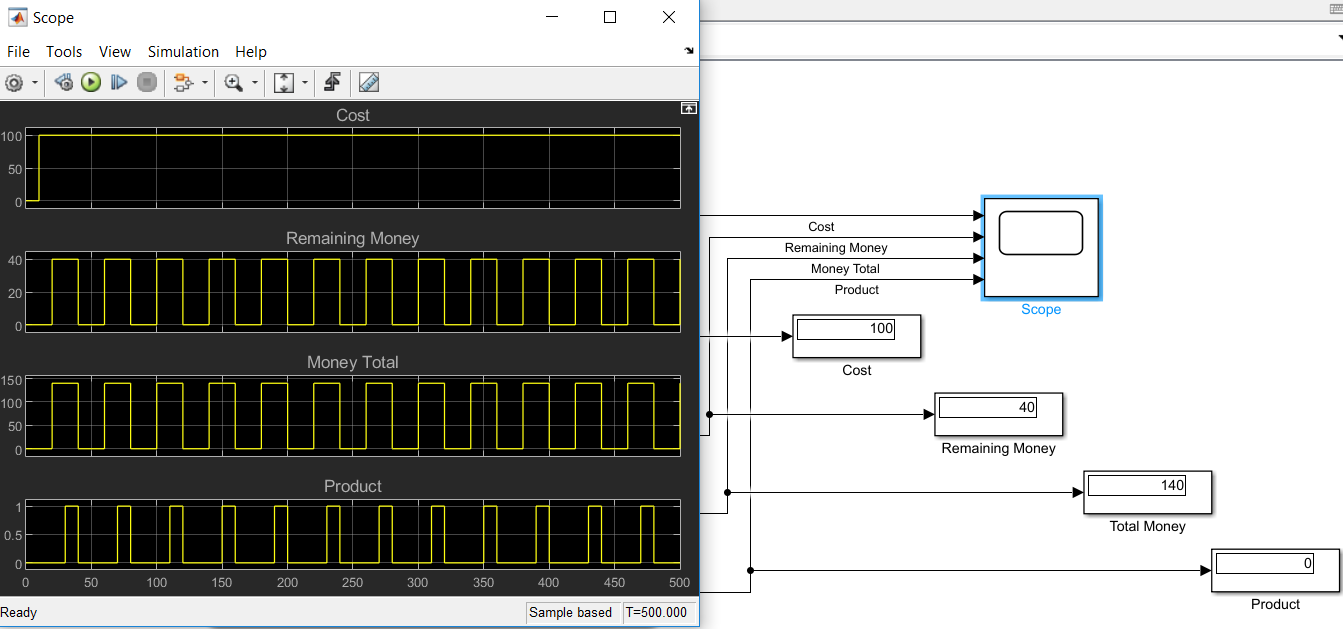 Scope
File Tools View Simulation Help
Cost
100
50
0
Remaining Money
40
20
0
Money Total
150
100
50
0
Product
1
0.5
0
0 50 100 150 200 250 300 350 400 450 500
Ready
Sample based T=500.000
Cost
Remaining Money
Money Total
Product
Scope
100
Cost
40
Remaining Money
140
Total Money
0
Product